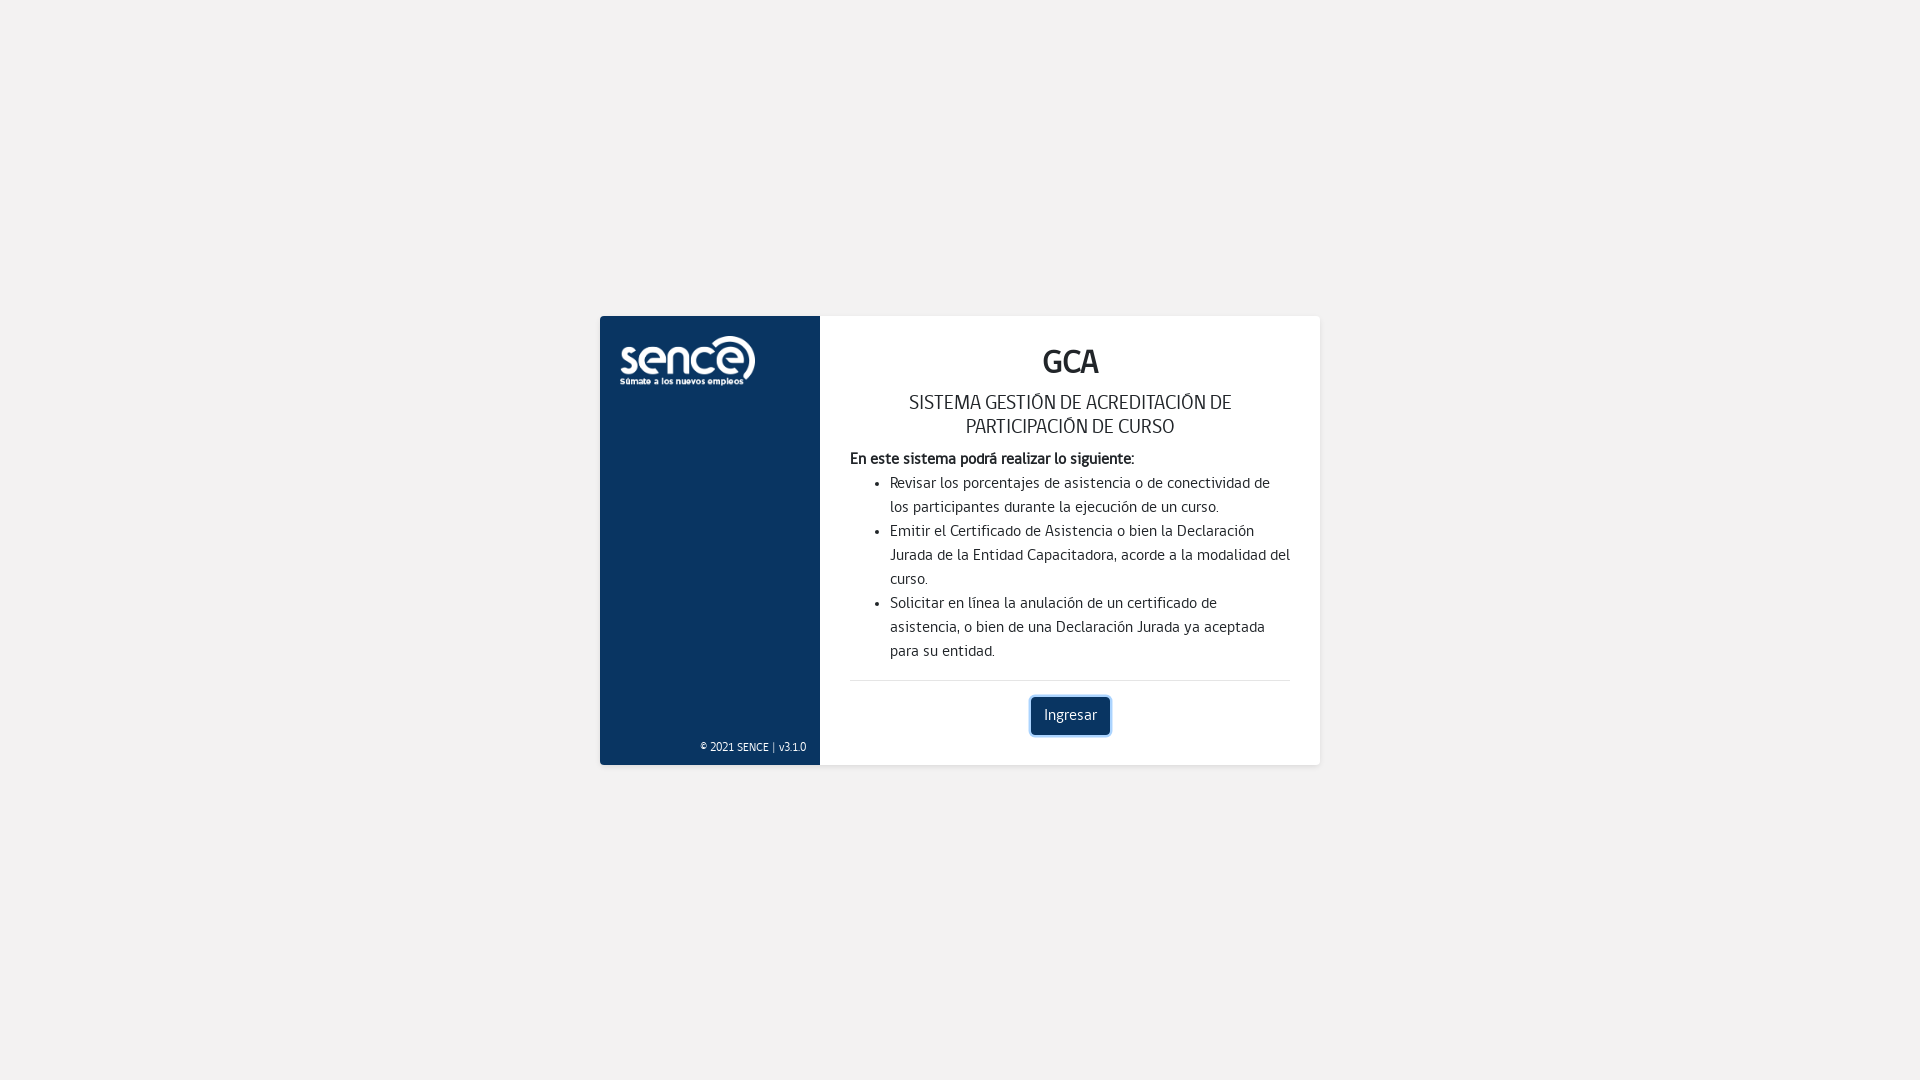 sence
Súmate a los nuevos empleos
GCA
SISTEMA GESTIÓN DE ACREDITACIÓN DE
PARTICIPACIÓN DE CURSO
En este sistema podrá realizar lo siguiente:
• Revisar los porcentajes de asistencia o de conectividad de
los participantes durante la ejecución de un curso.
• Emitir el Certificado de Asistencia o bien la Declaración
Jurada de la Entidad Capacitadora, acorde a la modalidad del
curso.
• Solicitar en línea la anulación de un certificado de
asistencia, o bien de una Declaración Jurada ya aceptada
para su entidad.
Ingresar
© 2021 SENCE | v3.1.0